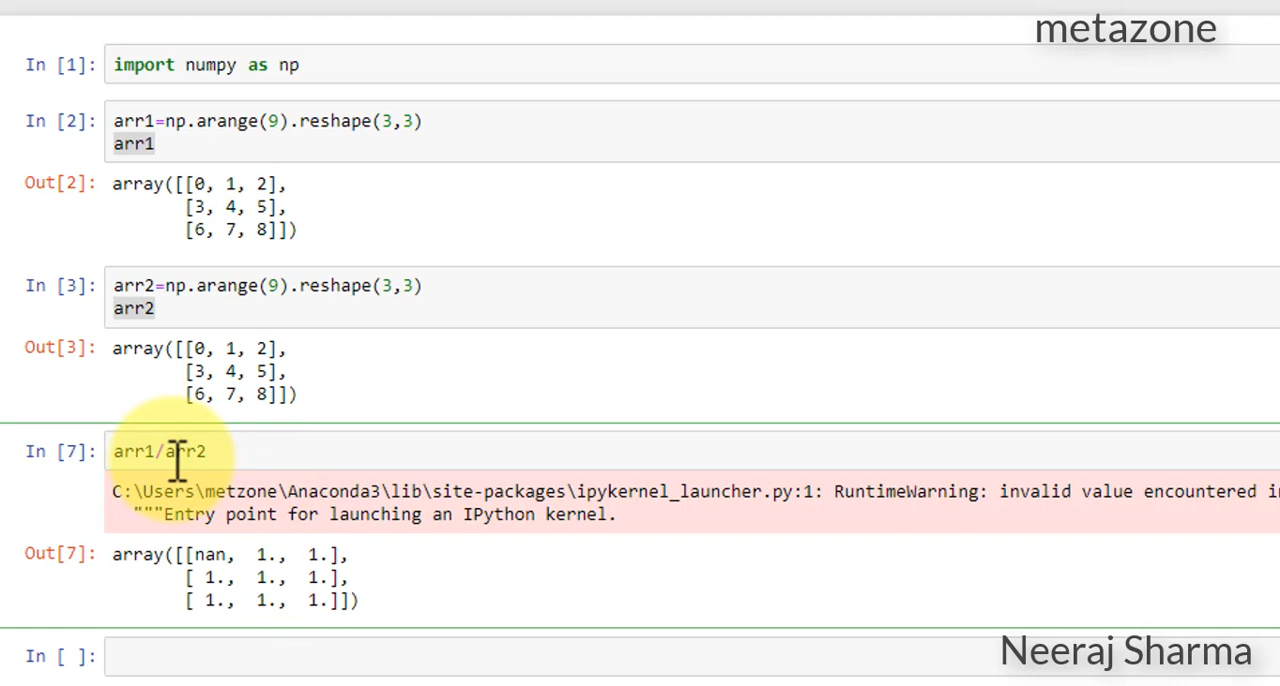 metazone
In [1]: import numpy as np
In [2]: arr1=np.arange(9).reshape(3,3)
arr1
Out[2]: array([[0, 1, 2],
[3, 4, 5],
[6, 7, 8]])
In [3]: arr2=np.arange(9).reshape(3,3)
arr2
Out[3]: array([[0, 1, 2],
[3, 4, 5],
[6, 7, 8]])
In [7]: arr1/arr2
C:\Users\metzone\Anaconda3\lib\site-packages\ipykernel_launcher.py:1: RuntimeWarning: invalid value encountered i
"""Entry point for launching an IPython kernel.
Out[7]: array([[nan, 1., 1.],
[ 1., 1., 1.],
[ 1., 1., 1.]])
In [ ]:
Neeraj Sharma